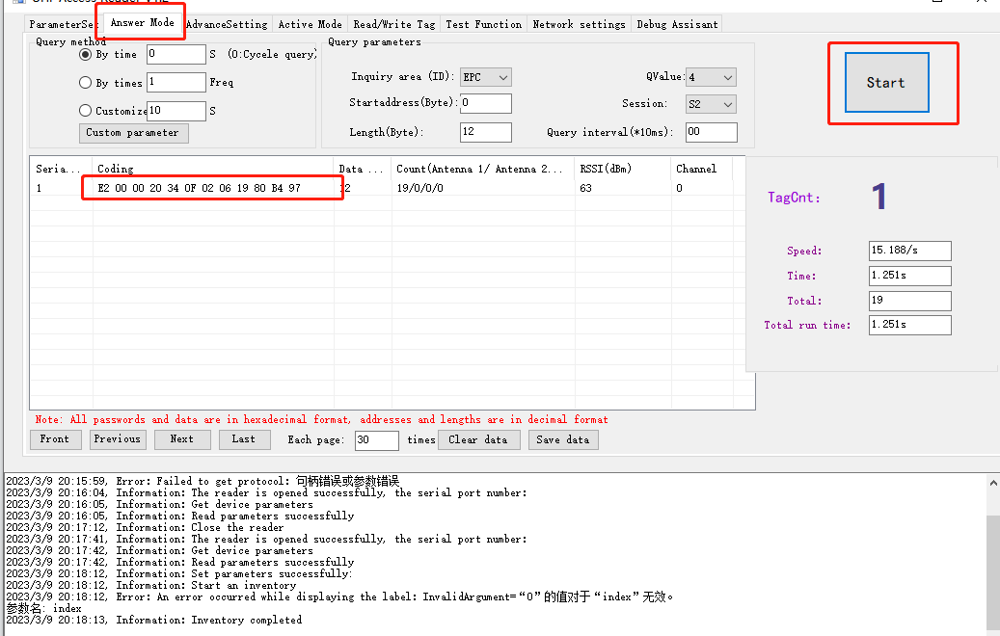 ParameterSet Answer Mode AdvanceSetting Active Mode Read/Write Tag Test Function Network settings Debug Assisant
Query method Query parameters
By time 0 S (0:Cycele query)
By times 1 Freq
Customize 10 S
Custom parameter
Inquiry area (ID): EPC QValue: 4
Startaddress(Byte): 0 Session: S2
Length(Byte): 12 Query interval(*10ms): 00
Start
Seria... Coding Data ... Count(Antenna 1/ Antenna 2... RSSI(dBm) Channel
1 E2 00 00 20 34 0F 02 06 19 80 B4 97 12 19/0/0/0 63 0
TagCnt: 1
Speed: 15.188/s
Time: 1.251s
Total: 19
Total run time: 1.251s
Note: All passwords and data are in hexadecimal format, addresses and lengths are in decimal format
Front Previous Next Last Each page: 30 times Clear data Save data
2023/3/9 20:15:59, Error: Failed to get protocol: 句柄错误或参数错误
2023/3/9 20:16:04, Information: The reader is opened successfully, the serial port number:
2023/3/9 20:16:05, Information: Get device parameters
2023/3/9 20:16:05, Information: Read parameters successfully
2023/3/9 20:17:12, Information: Close the reader
2023/3/9 20:17:41, Information: The reader is opened successfully, the serial port number:
2023/3/9 20:17:42, Information: Get device parameters
2023/3/9 20:17:42, Information: Read parameters successfully
2023/3/9 20:18:12, Information: Set parameters successfully:
2023/3/9 20:18:12, Information: Start an inventory
2023/3/9 20:18:12, Error: An error occurred while displaying the label: InvalidArgument=“0”的值对于“index”无效。
参数名: index
2023/3/9 20:18:13, Information: Inventory completed